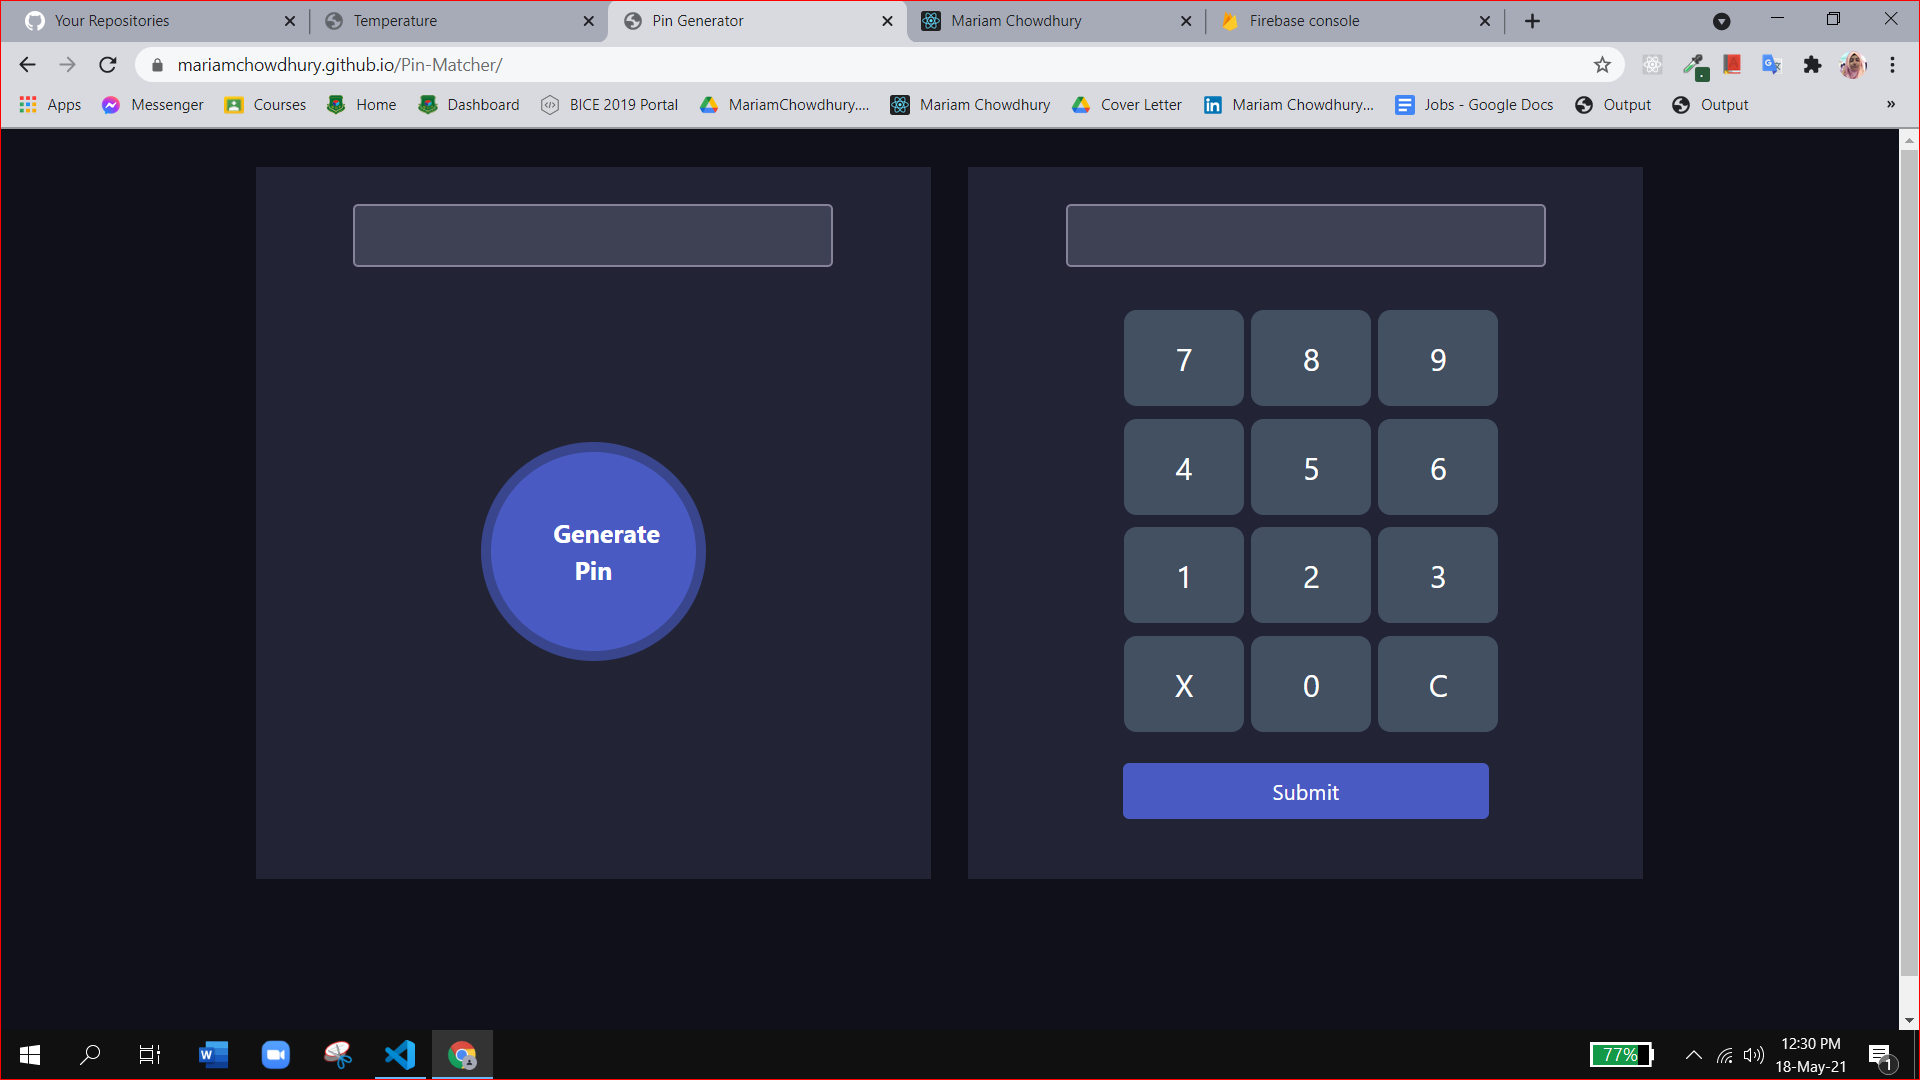 Your Repositories
Temperature
Pin Generator
Mariam Chowdhury
Firebase console
mariamchowdhury.github.io/Pin-Matcher/
Apps Messenger Courses Home Dashboard BICE 2019 Portal MariamChowdhury.... Mariam Chowdhury Cover Letter Mariam Chowdhury... Jobs - Google Docs Output Output »
Generate
Pin
7 8 9
4 5 6
1 2 3
X 0 C
Submit
77%
12:30 PM
18-May-21
1